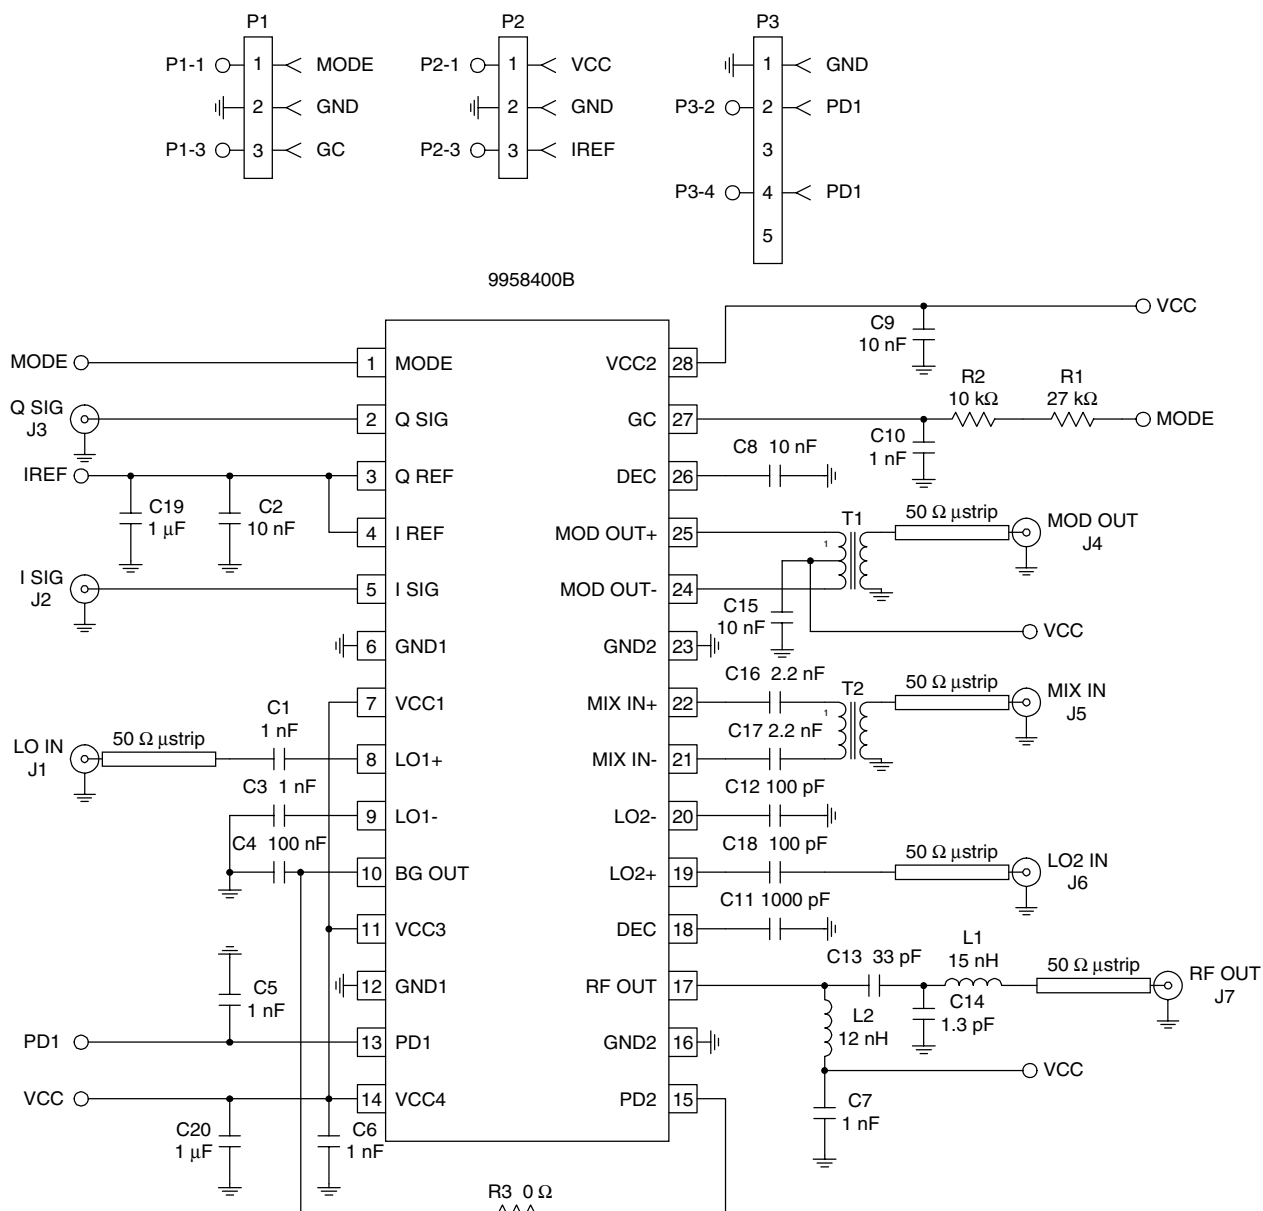 P1
P2
P3
P1-1 1 MODE
2 GND
P1-3 3 GC
P2-1 1 VCC
2 GND
P2-3 3 IREF
1 GND
P3-2 2 PD1
3
P3-4 4 PD1
5
9958400B
MODE
Q SIG
J3
IREF
C19
1 µF
C2
10 nF
I SIG
J2
LO IN
J1
50 Ω µstrip
C1
1 nF
C3 1 nF
C4 100 nF
C5
1 nF
PD1
VCC
C20
1 µF
C6
1 nF
1 MODE
2 Q SIG
3 Q REF
4 I REF
5 I SIG
6 GND1
7 VCC1
8 LO1+
9 LO1-
10 BG OUT
11 VCC3
12 GND1
13 PD1
14 VCC4
VCC2 28
GC 27
DEC 26
MOD OUT+ 25
MOD OUT- 24
GND2 23
MIX IN+ 22
MIX IN- 21
LO2- 20
LO2+ 19
DEC 18
RF OUT 17
GND2 16
PD2 15
C9
10 nF
VCC
R2
10 kΩ
R1
27 kΩ
MODE
C10
1 nF
C8 10 nF
T1
1
50 Ω µstrip
MOD OUT
J4
C15
10 nF
VCC
C16 2.2 nF
C17 2.2 nF
T2
1
50 Ω µstrip
MIX IN
J5
C12 100 pF
C18 100 pF
50 Ω µstrip
LO2 IN
J6
C11 1000 pF
C13 33 pF
L1
15 nH
50 Ω µstrip
RF OUT
J7
C14
1.3 pF
L2
12 nH
VCC
C7
1 nF
R3 0 Ω